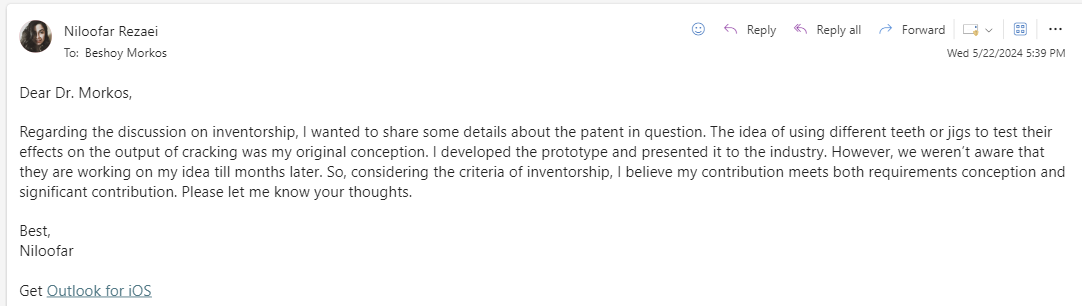 Niloofar Rezaei
Reply Reply all Forward
To: Beshoy Morkos
Wed 5/22/2024 5:39 PM
Dear Dr. Morkos,
Regarding the discussion on inventorship, I wanted to share some details about the patent in question. The idea of using different teeth or jigs to test their
effects on the output of cracking was my original conception. I developed the prototype and presented it to the industry. However, we weren't aware that
they are working on my idea till months later. So, considering the criteria of inventorship, I believe my contribution meets both requirements conception and
significant contribution. Please let me know your thoughts.
Best,
Niloofar
Get Outlook for iOS